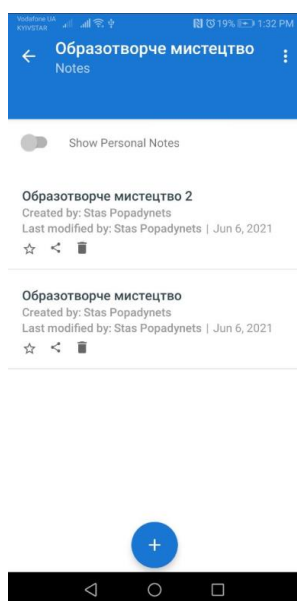 Vodafone UA
KYIVSTAR
19% 1:32 PM
Образотворче мистецтво
Notes
Show Personal Notes
Образотворче мистецтво 2
Created by: Stas Popadynets
Last modified by: Stas Popadynets | Jun 6, 2021
Образотворче мистецтво
Created by: Stas Popadynets
Last modified by: Stas Popadynets | Jun 6, 2021